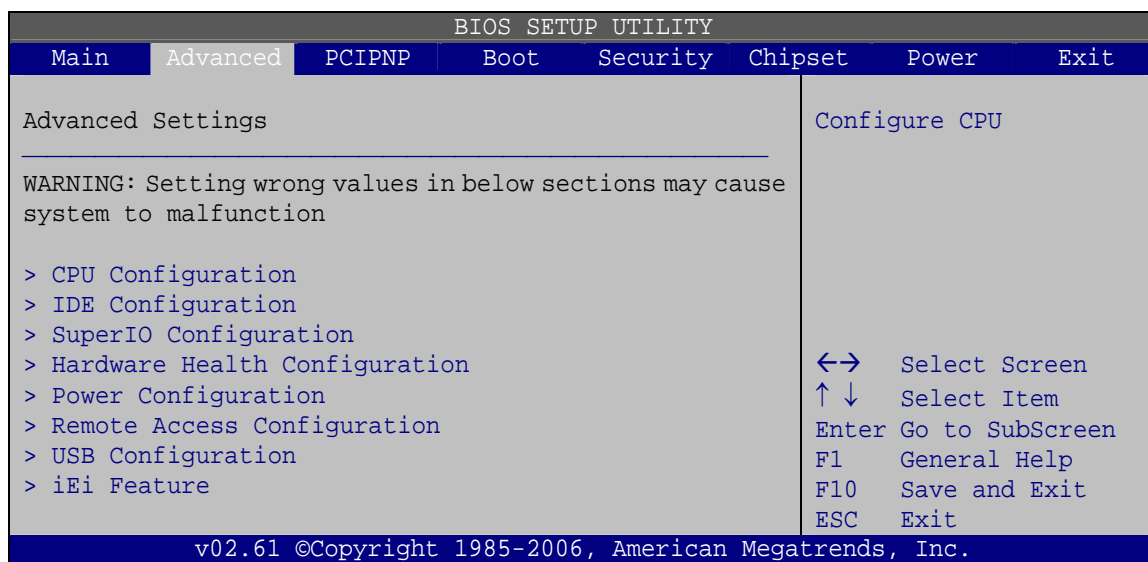 BIOS SETUP UTILITY
Main Advanced PCIPNP Boot Security Chipset Power Exit
Advanced Settings
WARNING: Setting wrong values in below sections may cause
system to malfunction
> CPU Configuration
> IDE Configuration
> SuperIO Configuration
> Hardware Health Configuration
> Power Configuration
> Remote Access Configuration
> USB Configuration
> iEi Feature
Configure CPU
←→ Select Screen
↑↓ Select Item
Enter Go to SubScreen
F1 General Help
F10 Save and Exit
ESC Exit
v02.61 ©Copyright 1985-2006, American Megatrends, Inc.